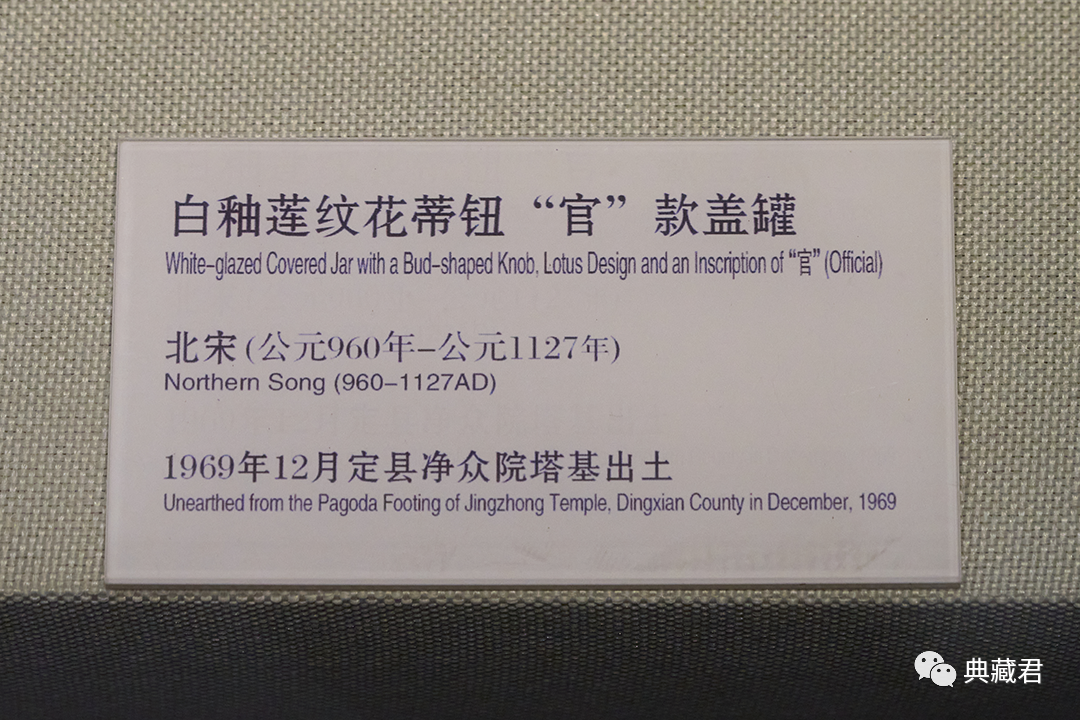 白釉莲纹花蒂钮“官”款盖罐
White-glazed Covered Jar with a Bud-shaped Knob, Lotus Design and an Inscription of “官” (Official)
北宋(公元960年-公元1127年)
Northern Song (960-1127AD)
1969年12月定县净众院塔基出土
Unearthed from the Pagoda Footing of Jingzhong Temple, Dingxian County in December, 1969
典藏君